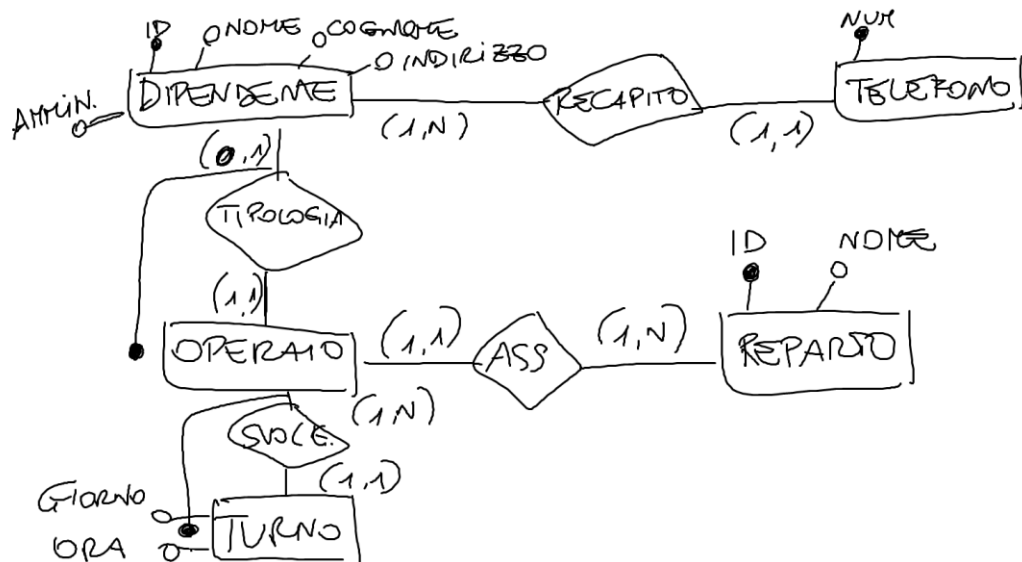 ID
NOME
COGNOME
INDIRIZZO
NUM
AMMIN.
DIPENDENTE
RECAPITO
TELEFONO
(1,N)
(1,1)
(0,1)
TIPOLOGIA
ID
NOME
(1,1)
OPERAIO
(1,1)
ASS
(1,N)
REPARTO
(1,N)
SVOLGE.
(1,1)
GIORNO
ORA
TURNO